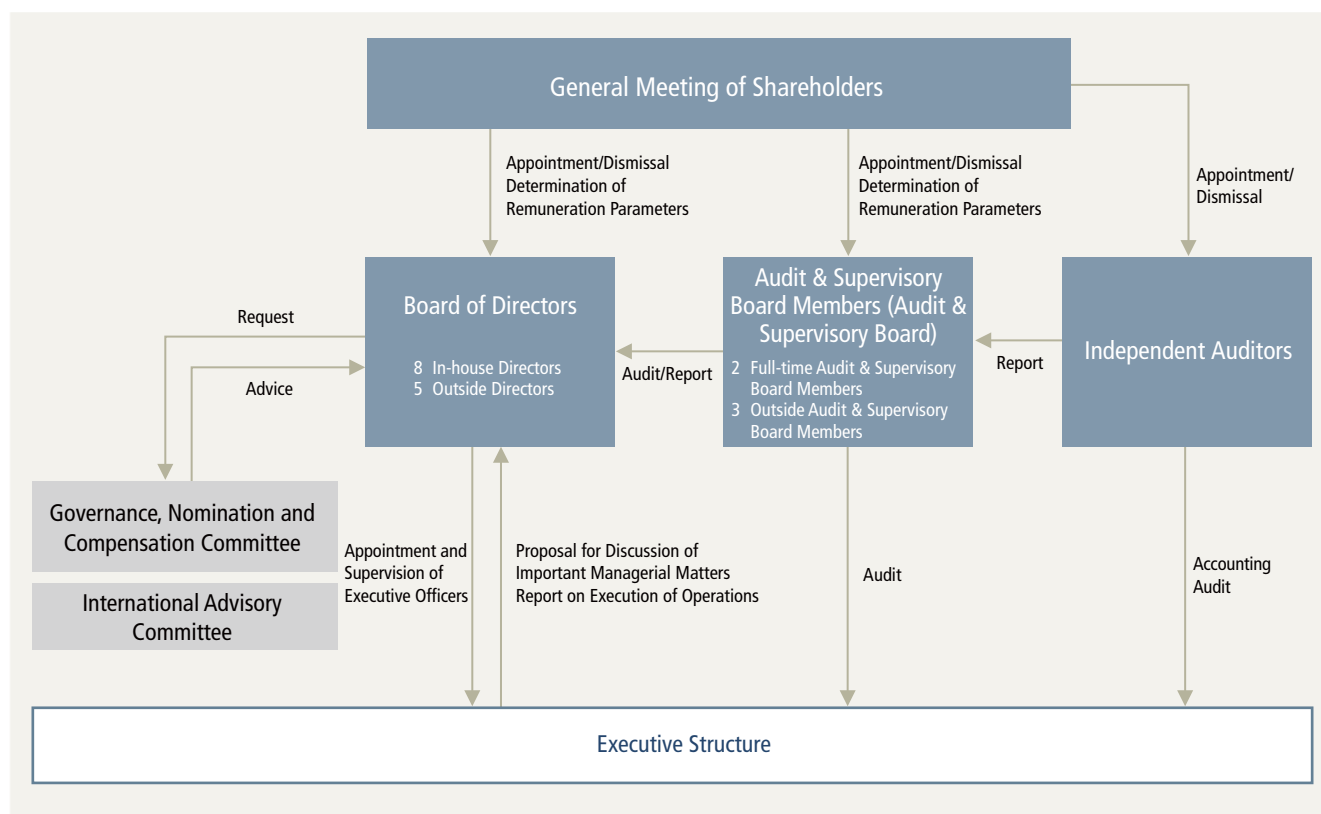 General Meeting of Shareholders
Appointment/Dismissal
Determination of
Remuneration Parameters
Appointment/Dismissal
Determination of
Remuneration Parameters
Appointment/
Dismissal
Board of Directors
8 In-house Directors
5 Outside Directors
Audit & Supervisory
Board Members (Audit &
Supervisory Board)
2 Full-time Audit & Supervisory
Board Members
3 Outside Audit & Supervisory
Board Members
Independent Auditors
Request
Advice
Audit/Report
Report
Governance, Nomination and
Compensation Committee
International Advisory
Committee
Appointment and
Supervision of
Executive Officers
Proposal for Discussion of
Important Managerial Matters
Report on Execution of Operations
Audit
Accounting
Audit
Executive Structure